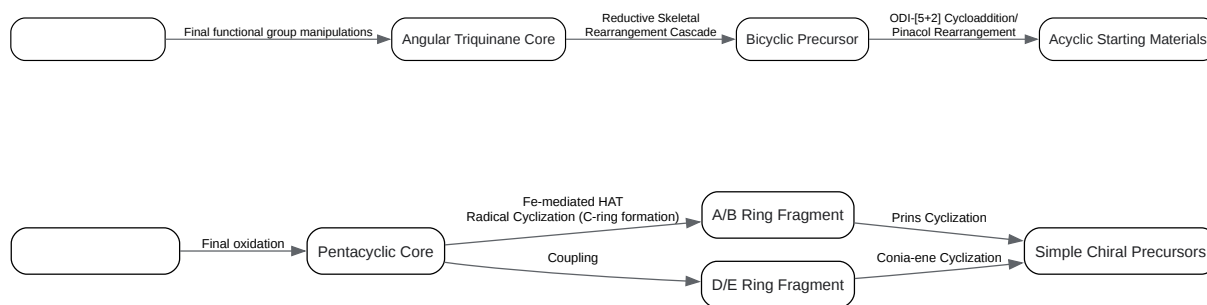 Final functional group manipulations
Angular Triquinane Core
Reductive Skeletal
Rearrangement Cascade
Bicyclic Precursor
ODI-[5+2] Cycloaddition/
Pinacol Rearrangement
Acyclic Starting Materials
Final oxidation
Pentacyclic Core
Fe-mediated HAT
Radical Cyclization (C-ring formation)
Coupling
A/B Ring Fragment
D/E Ring Fragment
Prins Cyclization
Conia-ene Cyclization
Simple Chiral Precursors